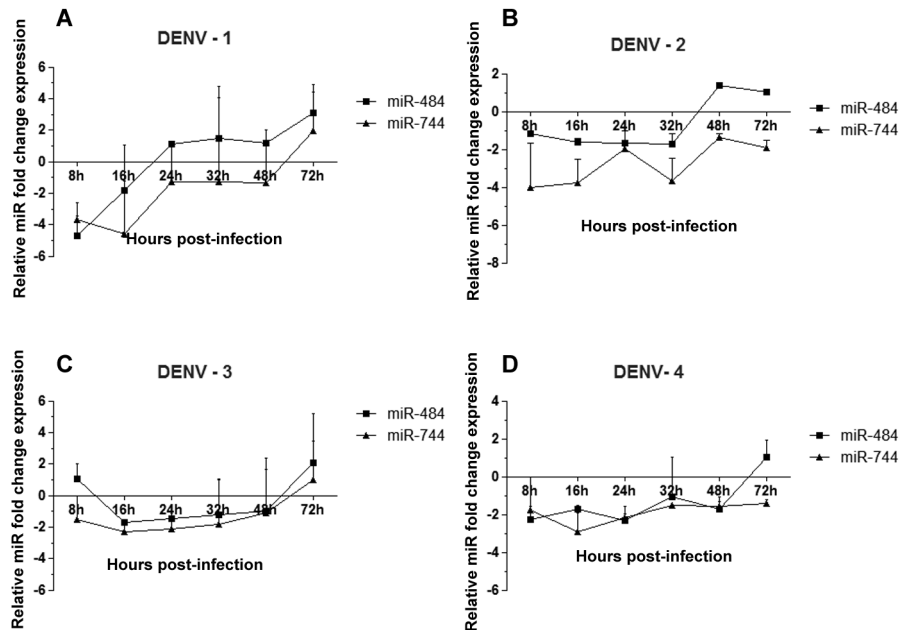 A
DENV - 1
Relative miR fold change expression
6
4
2
0
-2
-4
-6
8h 16h 24h 32h 48h 72h
Hours post-infection
miR-484
miR-744
B
DENV - 2
Relative miR fold change expression
2
0
-2
-4
-6
-8
8h 16h 24h 32h 48h 72h
Hours post-infection
miR-484
miR-744
C
DENV - 3
Relative miR fold change expression
6
4
2
0
-2
-4
-6
8h 16h 24h 32h 48h 72h
Hours post-infection
miR-484
miR-744
D
DENV- 4
Relative miR fold change expression
4
2
0
-2
-4
-6
8h 16h 24h 32h 48h 72h
Hours post-infection
miR-484
miR-744